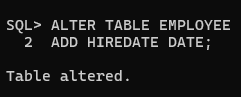 SQL> ALTER TABLE EMPLOYEE
2 ADD HIREDATE DATE;
Table altered.